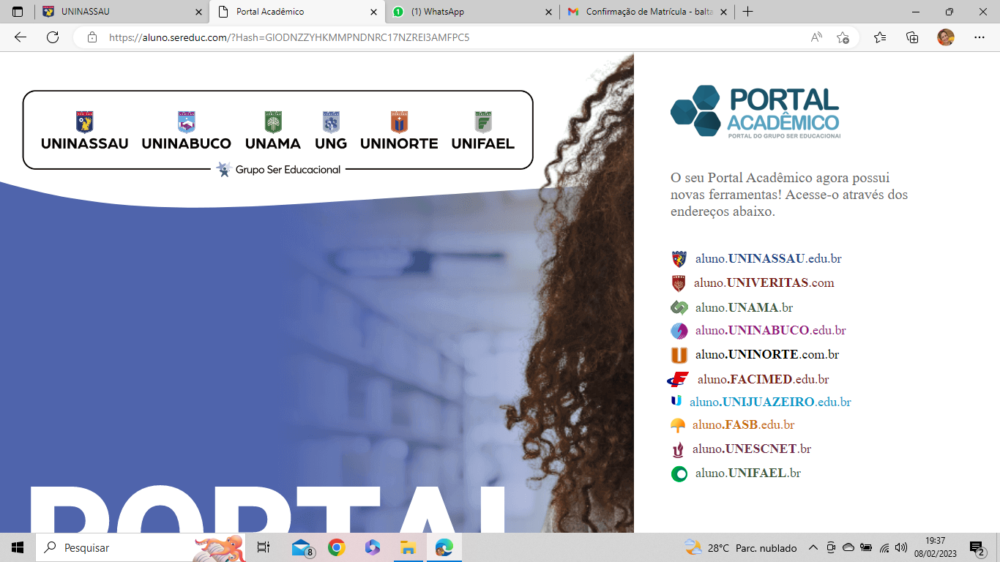 UNINASSAU
Portal Acadêmico
(1) WhatsApp
Confirmação de Matrícula - balta
https://aluno.sereduc.com/?Hash=GIODNZZYHKMMPNDNRC17NZREI3AMFPC5
UNINASSAU UNINABUCO UNAMA UNG UNINORTE UNIFAEL
Grupo Ser Educacional
PORTAL
PORTAL
ACADÊMICO
PORTAL DO GRUPO SER EDUCACIONAL
O seu Portal Acadêmico agora possui
novas ferramentas! Acesse-o através dos
endereços abaixo.
aluno.UNINASSAU.edu.br
aluno.UNIVERITAS.com
aluno.UNAMA.br
aluno.UNINABUCO.edu.br
aluno.UNINORTE.com.br
aluno.FACIMED.edu.br
aluno.UNIJUAZEIRO.edu.br
aluno.FASB.edu.br
aluno.UNESCNET.br
aluno.UNIFAEL.br
Pesquisar
8
28°C Parc. nublado
19:37
08/02/2023
2